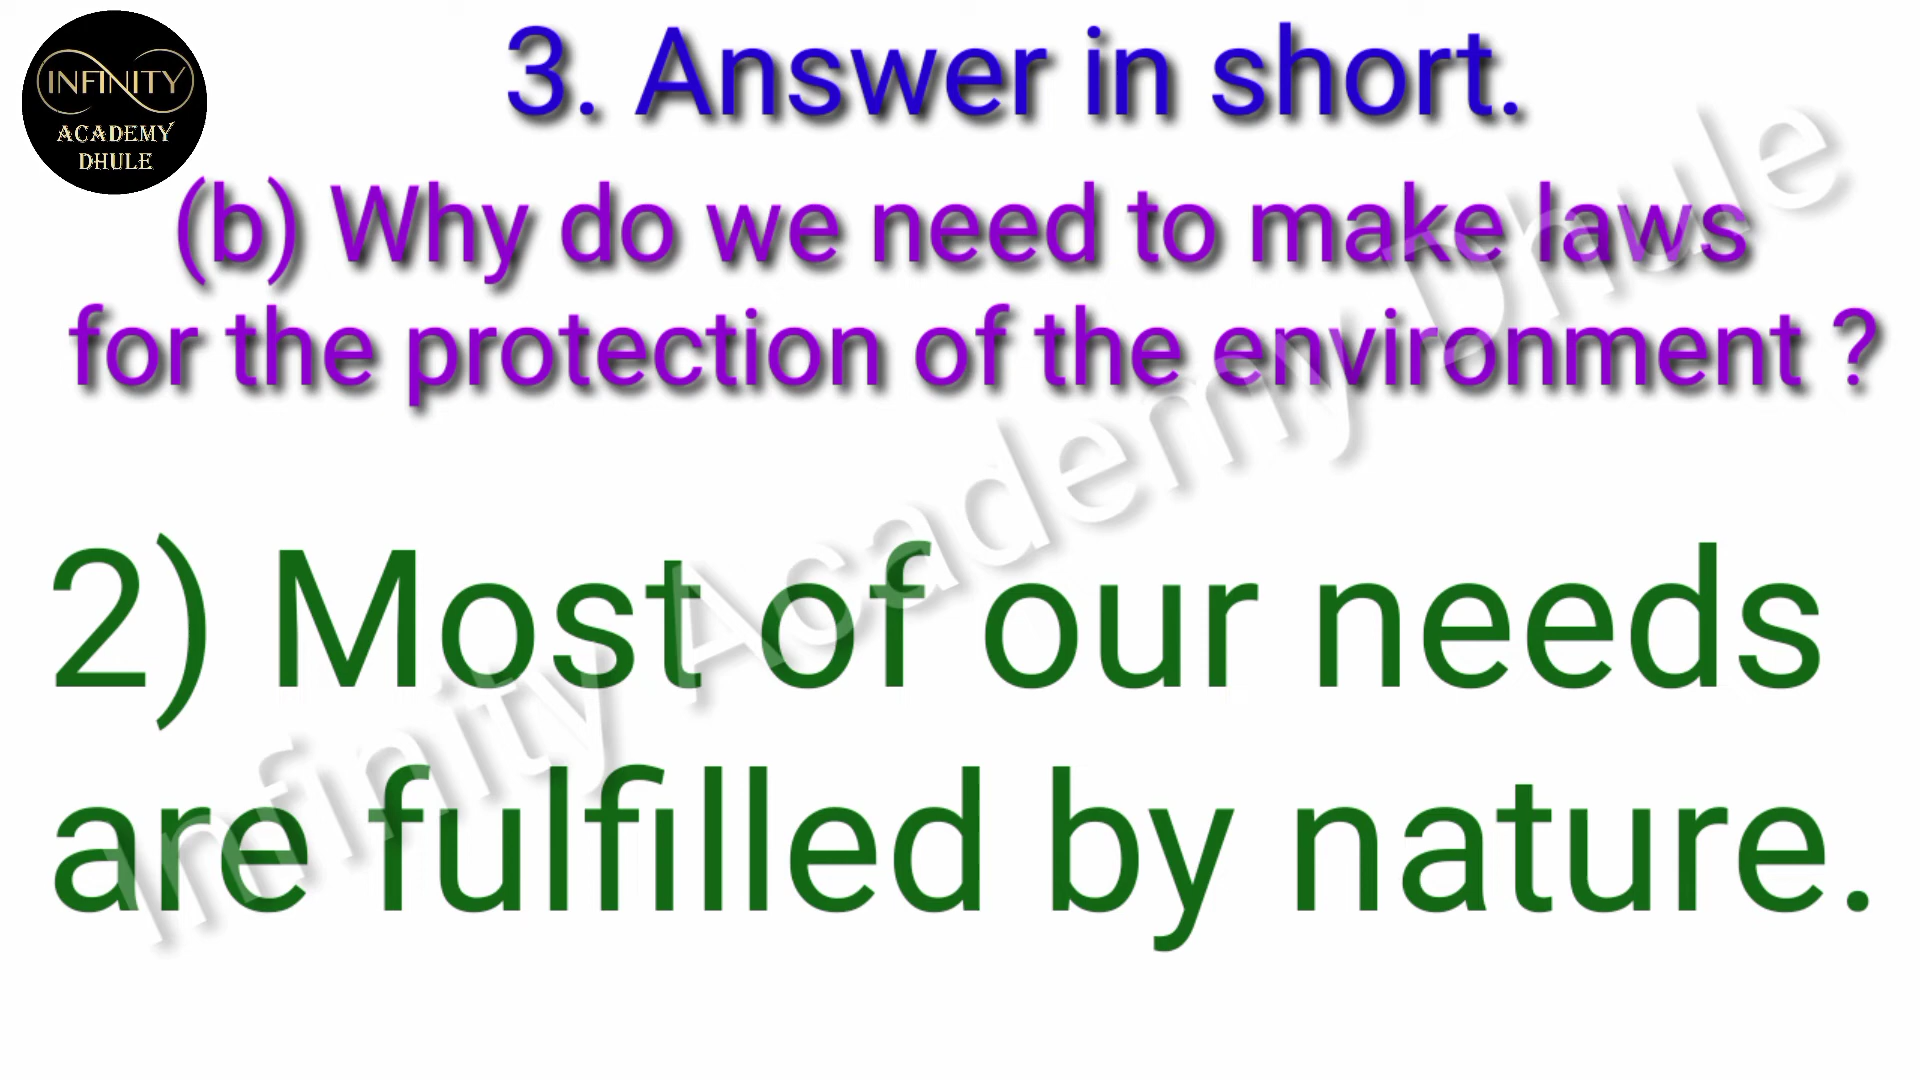 INFINITY
ACADEMY
DHULE
3. Answer in short.
(b) Why do we need to make laws
for the protection of the environment ?
2) Most of our needs
are fulfilled by nature.
Infinity Academy Dhule